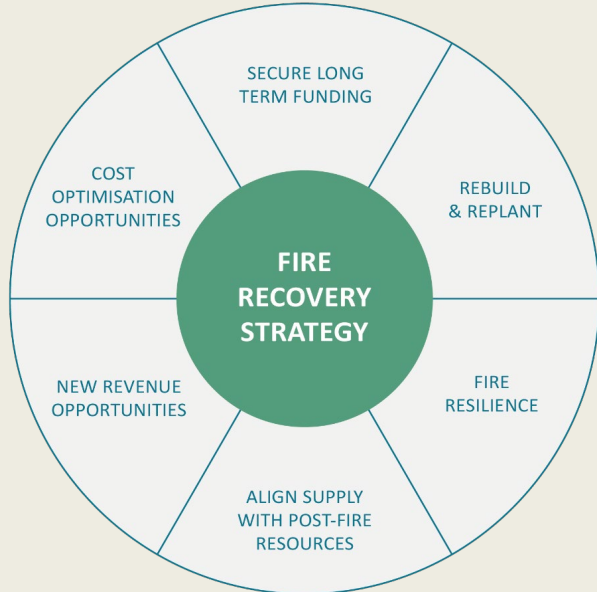 SECURE LONG
TERM FUNDING
REBUILD
& REPLANT
FIRE
RESILIENCE
ALIGN SUPPLY
WITH POST-FIRE
RESOURCES
NEW REVENUE
OPPORTUNITIES
COST
OPTIMISATION
OPPORTUNITIES
FIRE
RECOVERY
STRATEGY